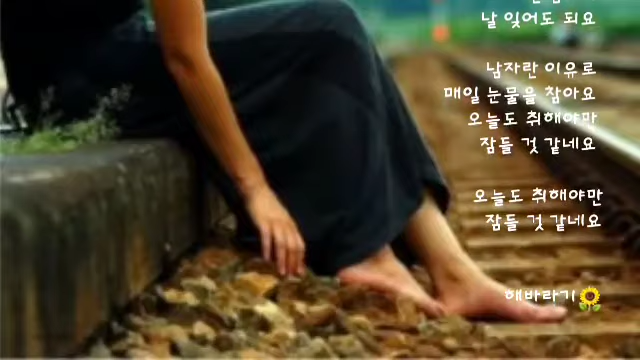 날 잊어도 되요
남자란 이유로
매일 눈물을 참아요
오늘도 취해야만
잠들 것 같네요
오늘도 취해야만
잠들 것 같네요
해바라기🌻